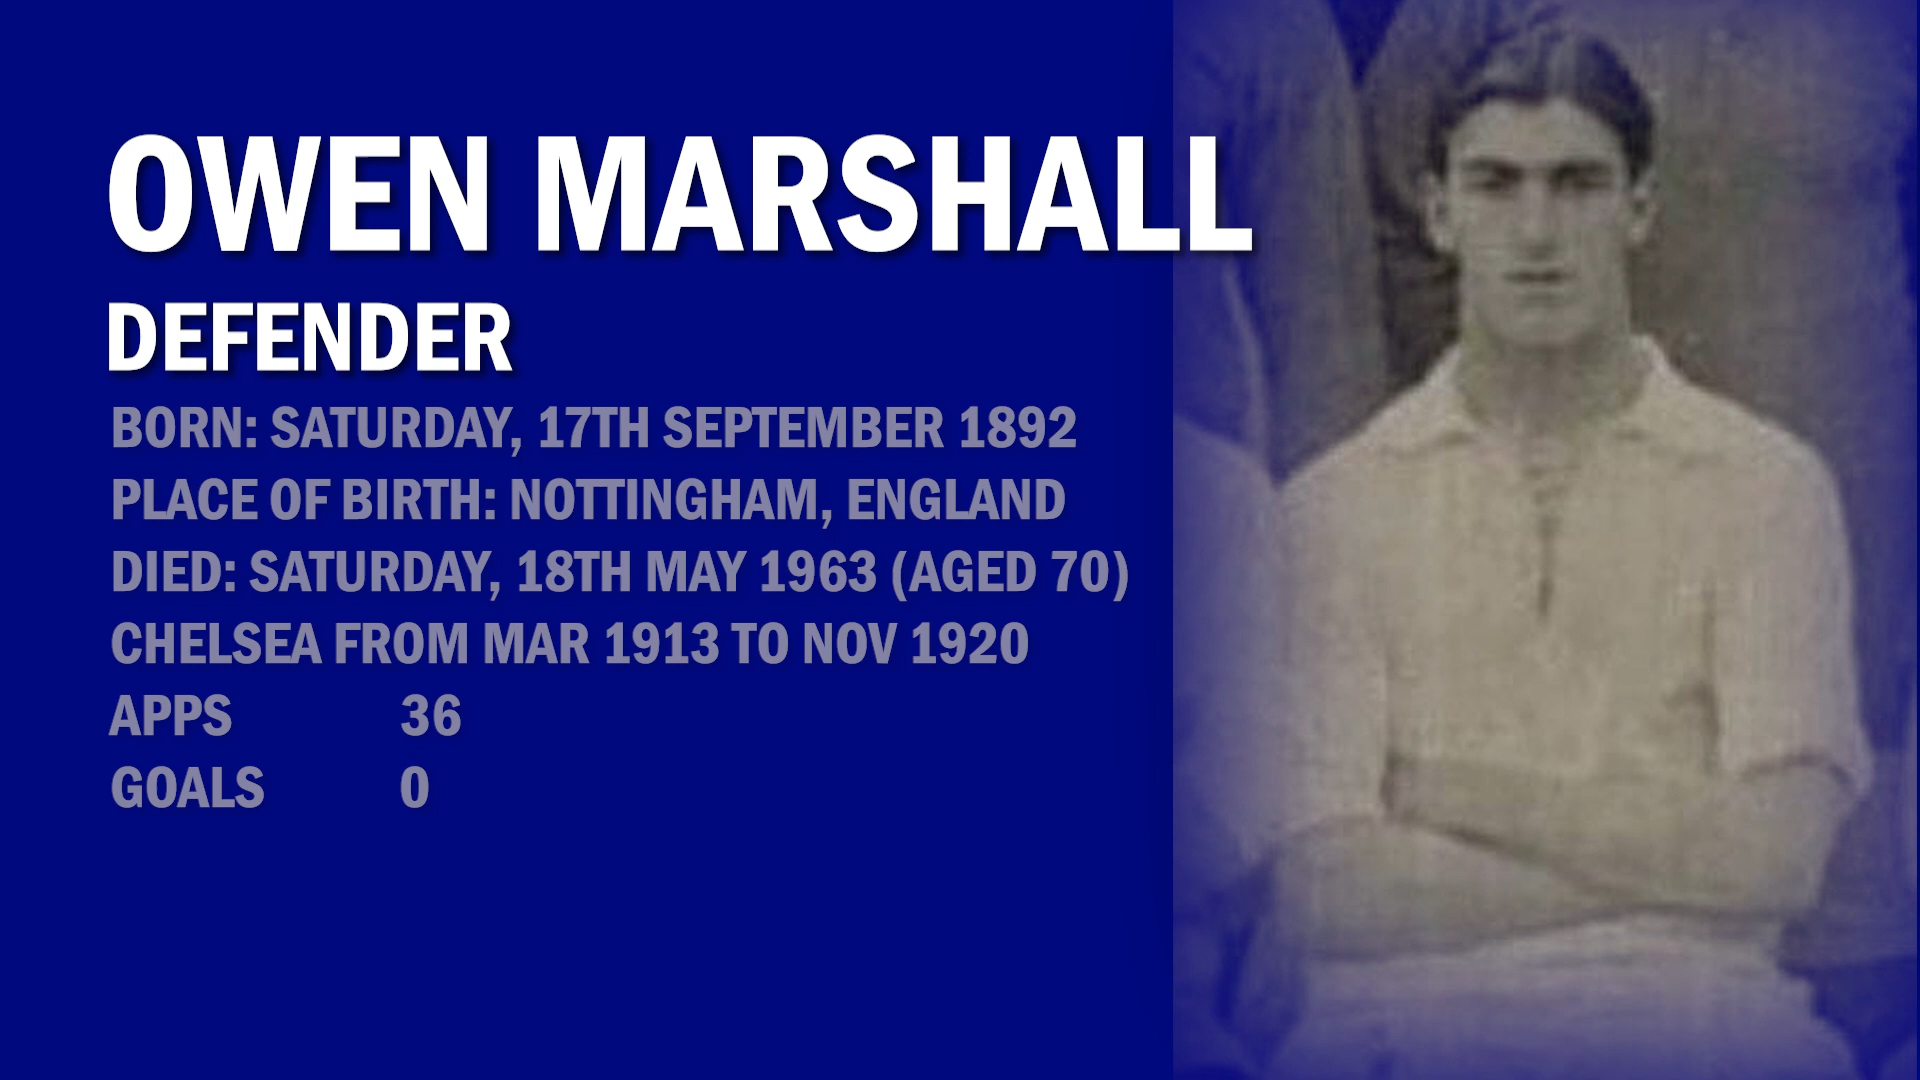 OWEN MARSHALL
DEFENDER
BORN: SATURDAY, 17TH SEPTEMBER 1892
PLACE OF BIRTH: NOTTINGHAM, ENGLAND
DIED: SATURDAY, 18TH MAY 1963 (AGED 70)
CHELSEA FROM MAR 1913 TO NOV 1920
APPS 36
GOALS 0